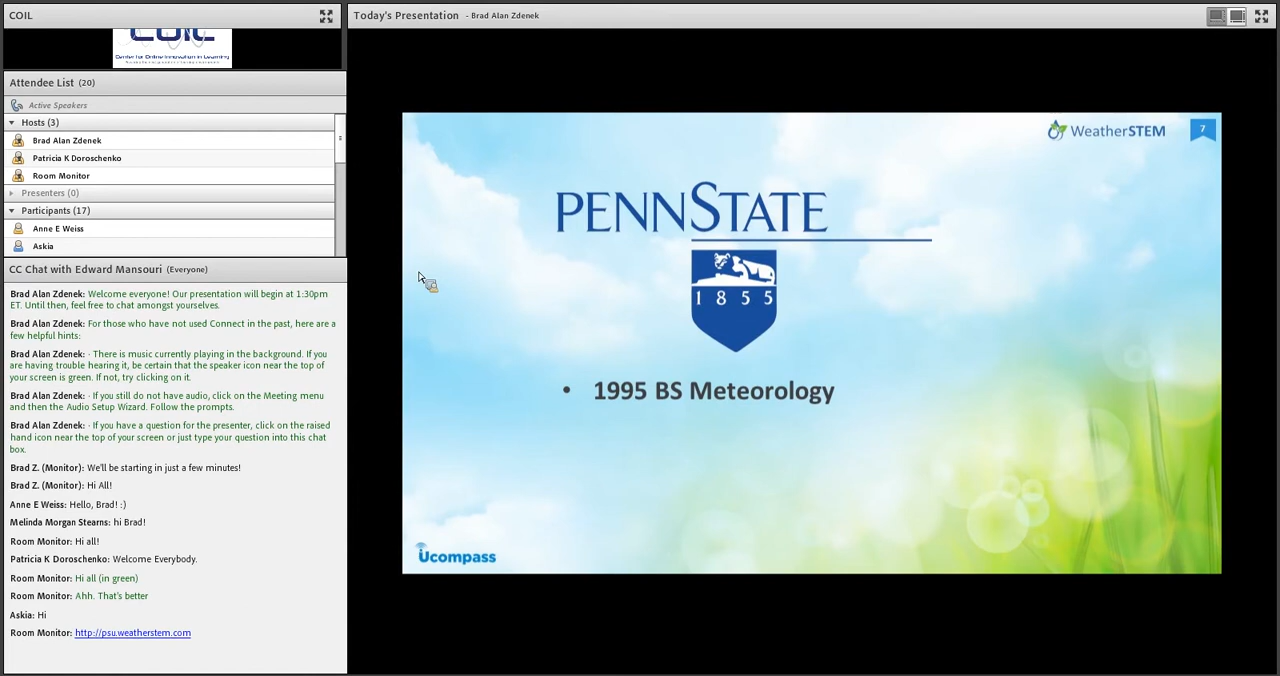 COIL
COIL
Center for Online Innovation in Learning
Attendee List (20)
Active Speakers
Hosts (3)
Brad Alan Zdenek
Patricia K Doroschenko
Room Monitor
Presenters (0)
Participants (17)
Anne E Weiss
Askia
CC Chat with Edward Mansouri (Everyone)
Brad Alan Zdenek: Welcome everyone! Our presentation will begin at 1:30pm
ET. Until then, feel free to chat amongst yourselves.
Brad Alan Zdenek: For those who have not used Connect in the past, here are a
few helpful hints:
Brad Alan Zdenek: · There is music currently playing in the background. If you
are having trouble hearing it, be certain that the speaker icon near the top of
your screen is green. If not, try clicking on it.
Brad Alan Zdenek: · If you still do not have audio, click on the Meeting menu
and then the Audio Setup Wizard. Follow the prompts.
Brad Alan Zdenek: · If you have a question for the presenter, click on the raised
hand icon near the top of your screen or just type your question into this chat
box.
Brad Z. (Monitor): We'll be starting in just a few minutes!
Brad Z. (Monitor): Hi All!
Anne E Weiss: Hello, Brad! :)
Melinda Morgan Stearns: hi Brad!
Room Monitor: Hi all!
Patricia K Doroschenko: Welcome Everybody.
Room Monitor: Hi all (in green)
Room Monitor: Ahh. That's better
Askia: Hi
Room Monitor: http://psu.weatherstem.com
Today's Presentation - Brad Alan Zdenek
WeatherSTEM
7
PENNSTATE
1855
• 1995 BS Meteorology
Ucompass